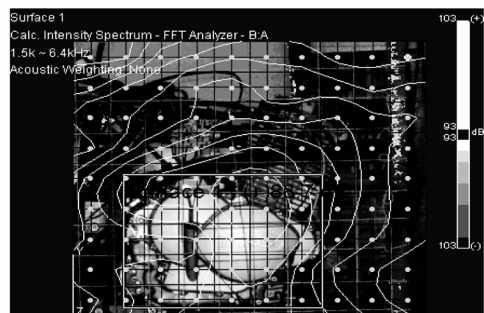 Surface 1
Calc. Intensity Spectrum - FFT Analyzer - B:A
1.5k ~ 6.4kHz
Acoustic Weighting: None
103 (+)
93 dB
93
103 (-)